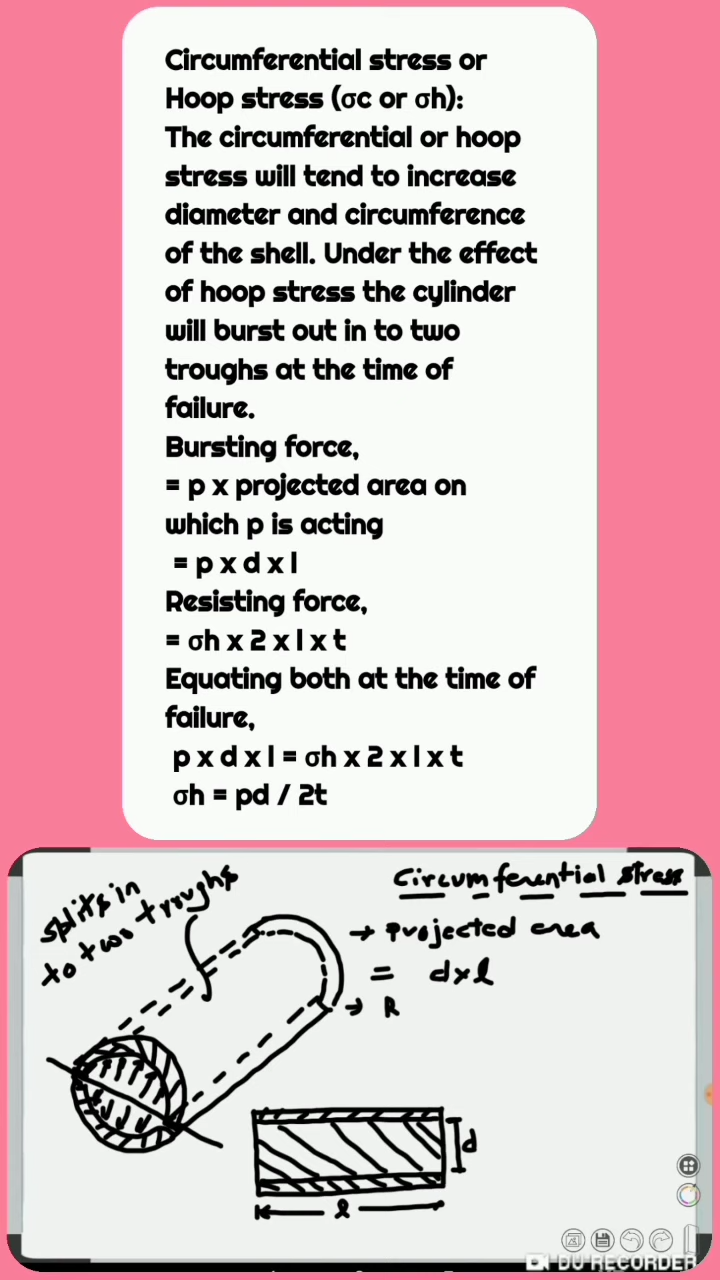 Circumferential stress or
Hoop stress (σc or σh):
The circumferential or hoop
stress will tend to increase
diameter and circumference
of the shell. Under the effect
of hoop stress the cylinder
will burst out in to two
troughs at the time of
failure.
Bursting force,
= p x projected area on
which p is acting
= p x d x l
Resisting force,
= σh x 2 x l x t
Equating both at the time of
failure,
p x d x l = σh x 2 x l x t
σh = pd / 2t
Circumferential stress
splits in
to two troughs
→ projected area
= d x l
→ R
d
l
DU RECORDER